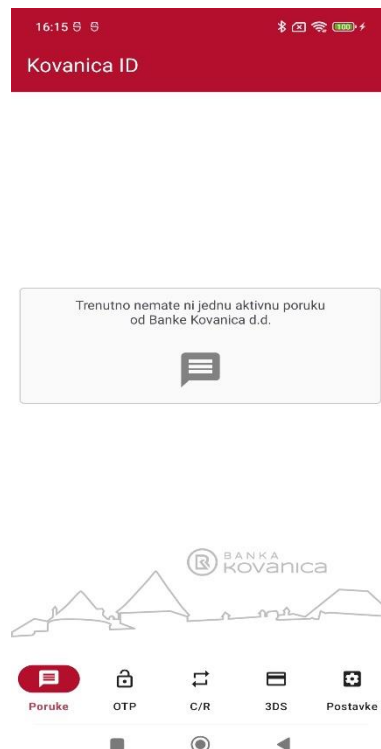 16:15
100
Kovanica ID
Trenutno nemate ni jednu aktivnu poruku
od Banke Kovanica d.d.
BANKA
kovanica
Poruke
OTP
C/R
3DS
Postavke